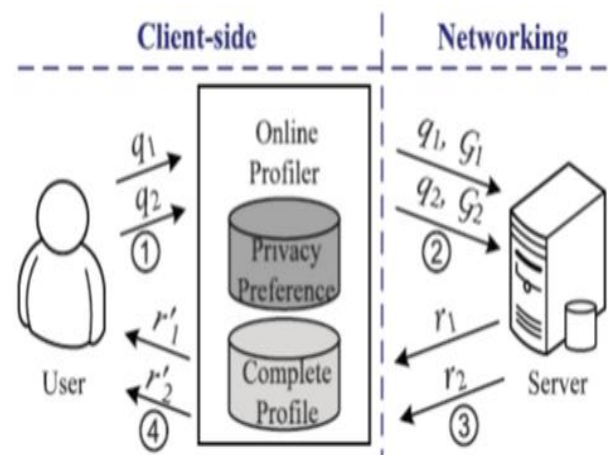 Client-side
Networking
q1
q2
①
Online
Profiler
Privacy
Preference
Complete
Profile
q1, G1
q2, G2
②
r1
r2
③
r'1
r'2
④
User
Server